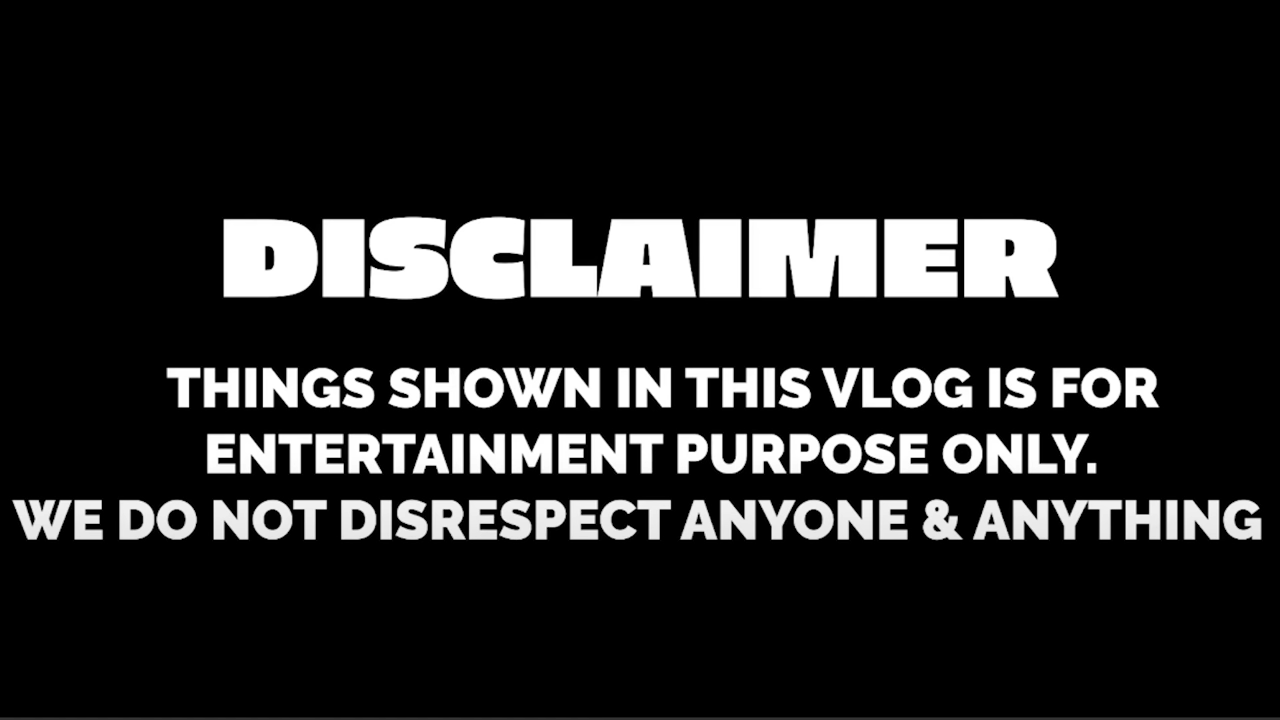 DISCLAIMER
THINGS SHOWN IN THIS VLOG IS FOR
ENTERTAINMENT PURPOSE ONLY.
WE DO NOT DISRESPECT ANYONE & ANYTHING